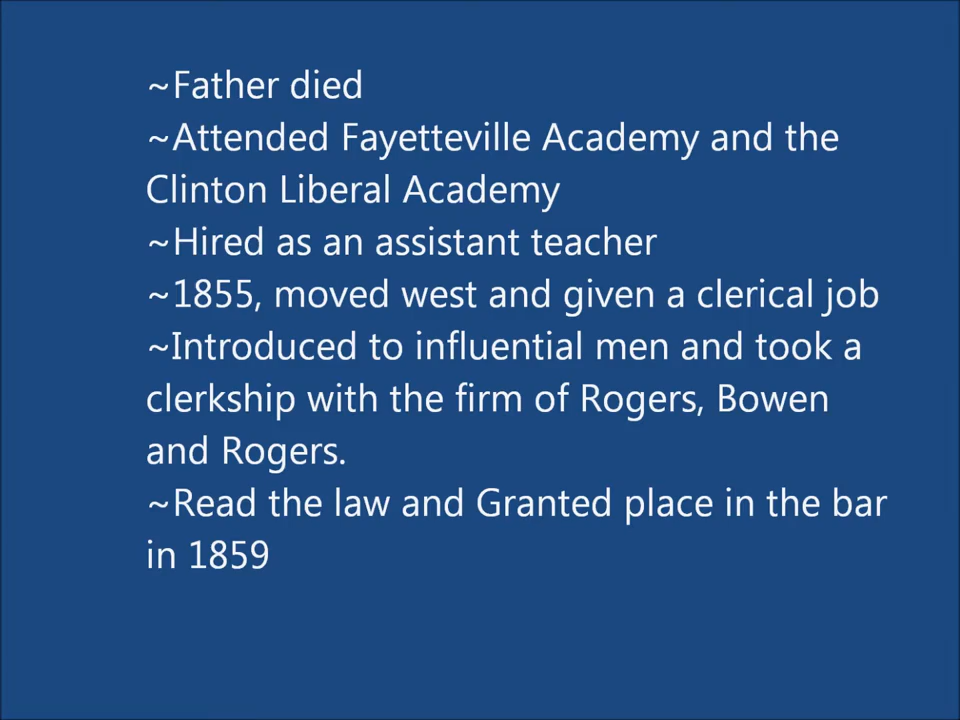 ~Father died
~Attended Fayetteville Academy and the
Clinton Liberal Academy
~Hired as an assistant teacher
~1855, moved west and given a clerical job
~Introduced to influential men and took a
clerkship with the firm of Rogers, Bowen
and Rogers.
~Read the law and Granted place in the bar
in 1859